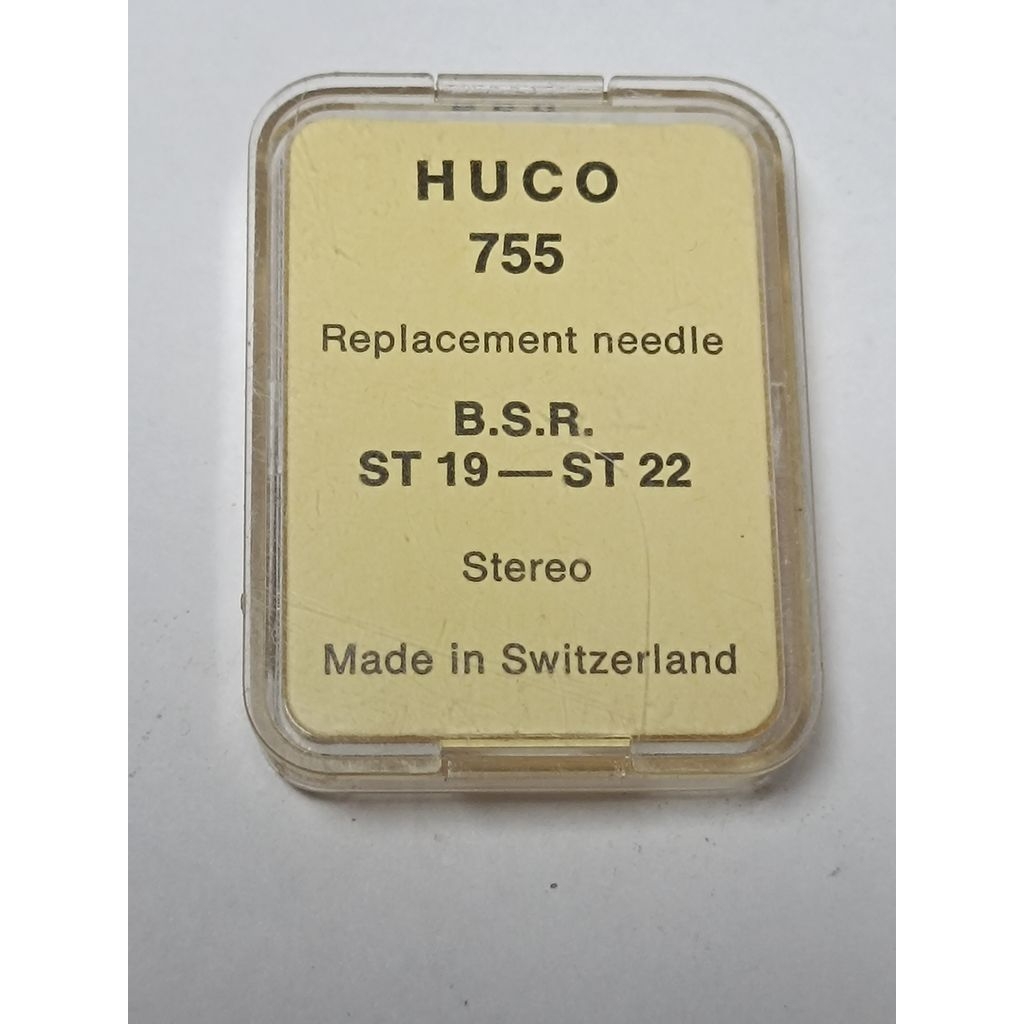 HUCO
755
Replacement needle
B.S.R.
ST 19 — ST 22
Stereo
Made in Switzerland